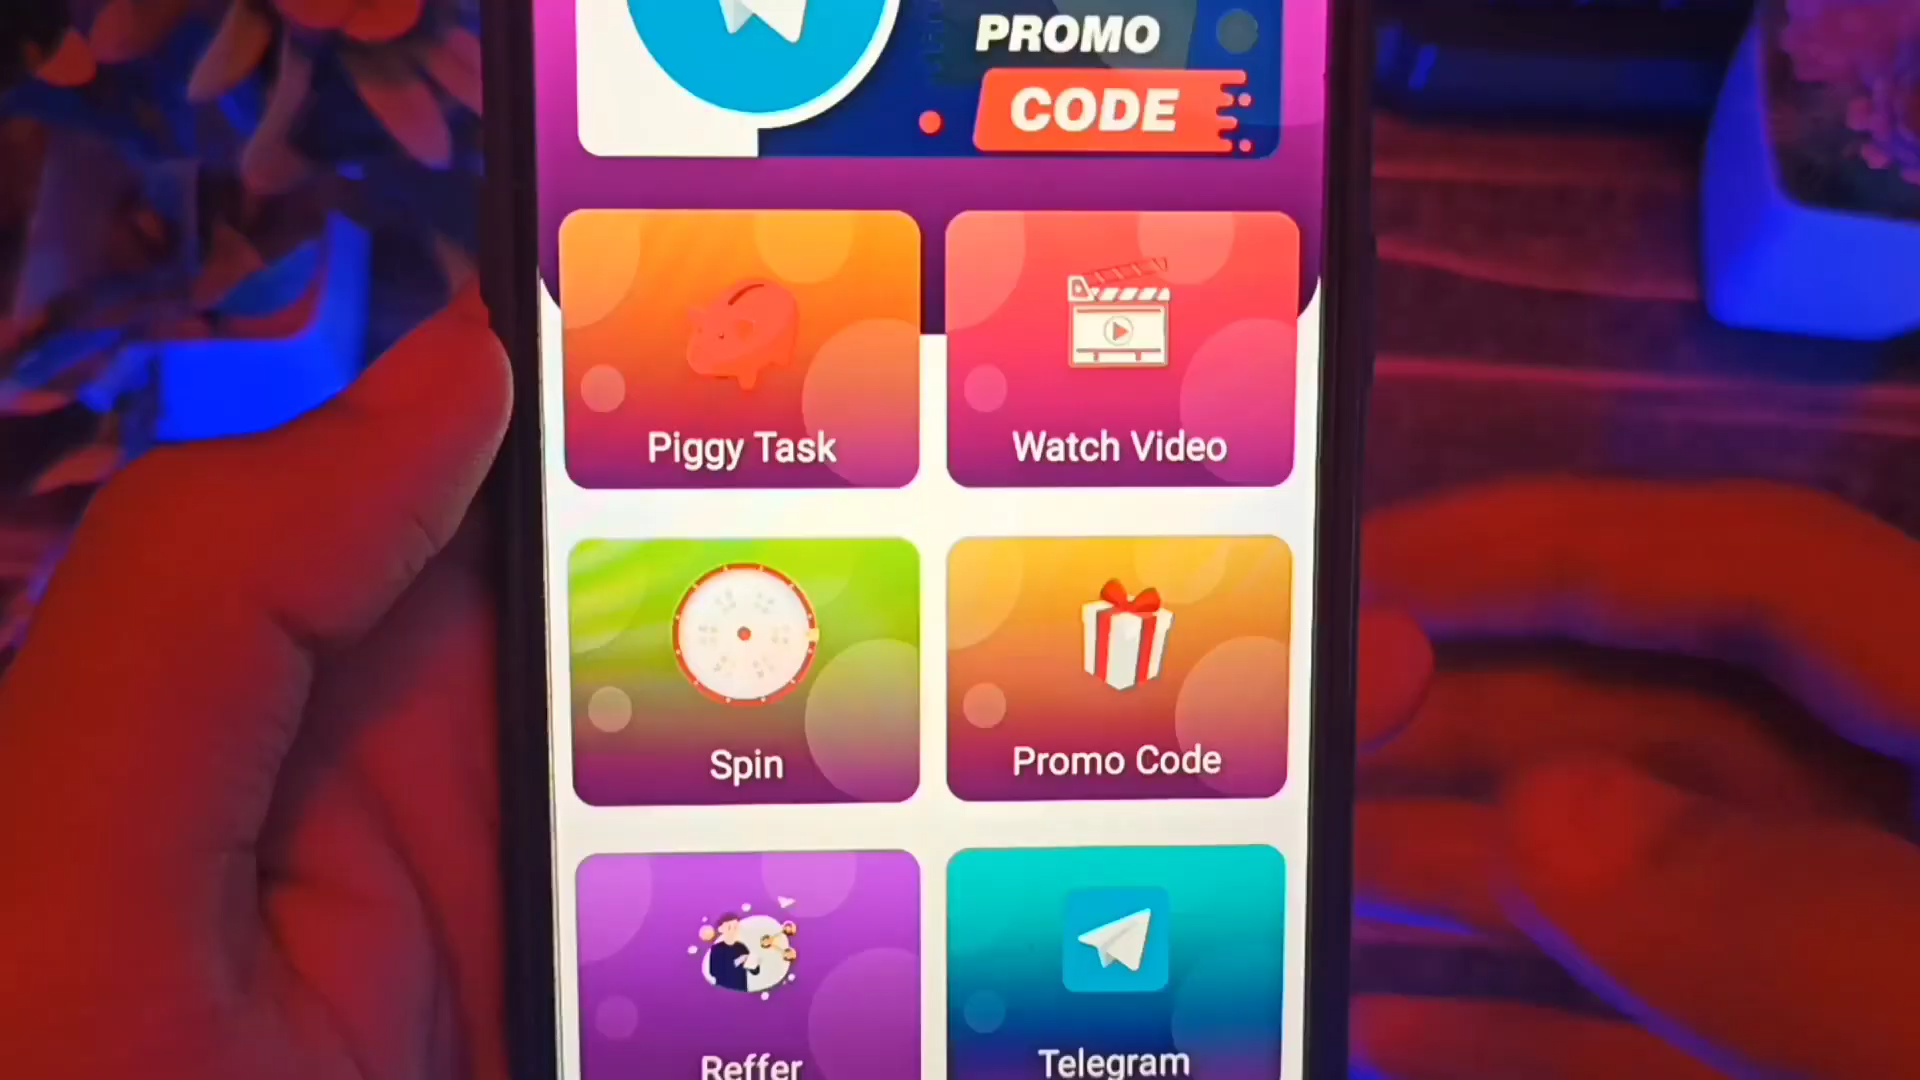 PROMO
CODE
Piggy Task
Watch Video
Spin
Promo Code
Reffer
Telegram